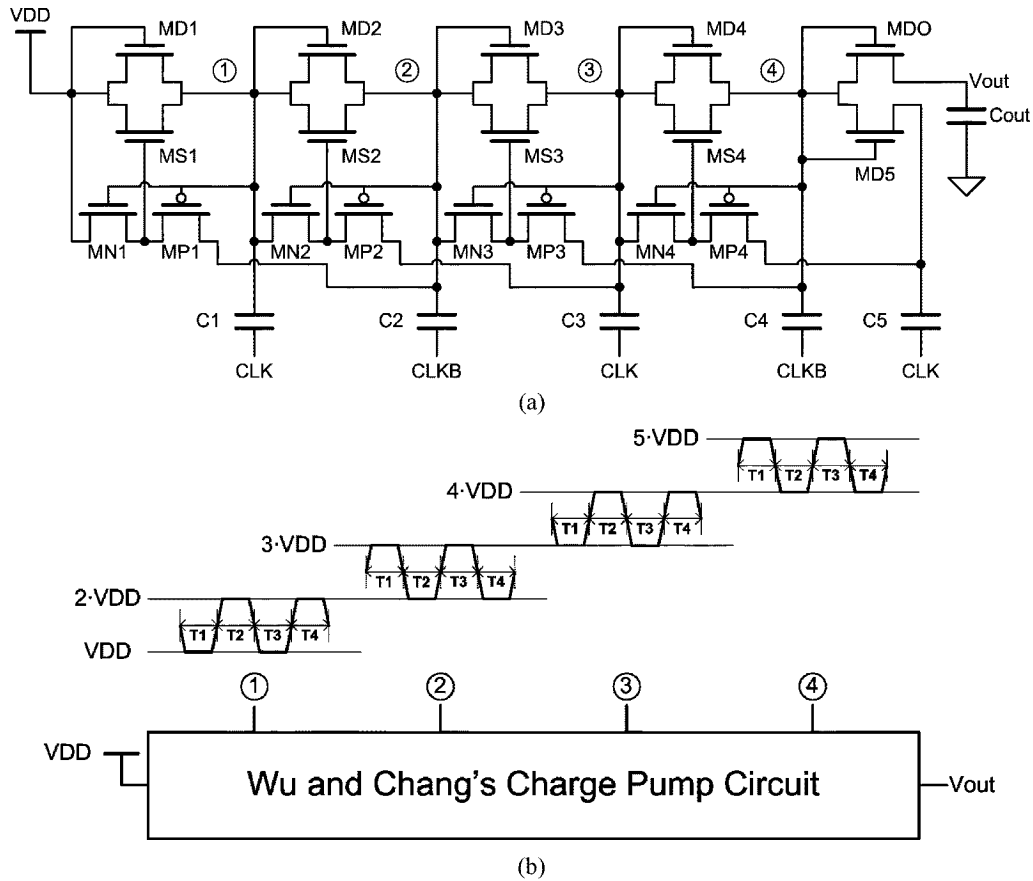 VDD
MD1
MD2
MD3
MD4
MDO
1
2
3
4
Vout
Cout
MS1
MS2
MS3
MS4
MD5
MN1
MP1
MN2
MP2
MN3
MP3
MN4
MP4
C1
C2
C3
C4
C5
CLK
CLKB
CLK
CLKB
CLK
(a)
5·VDD
T1 T2 T3 T4
4·VDD
T1 T2 T3 T4
3·VDD
T1 T2 T3 T4
2·VDD
T1 T2 T3 T4
VDD
1
2
3
4
VDD
Wu and Chang's Charge Pump Circuit
Vout
(b)